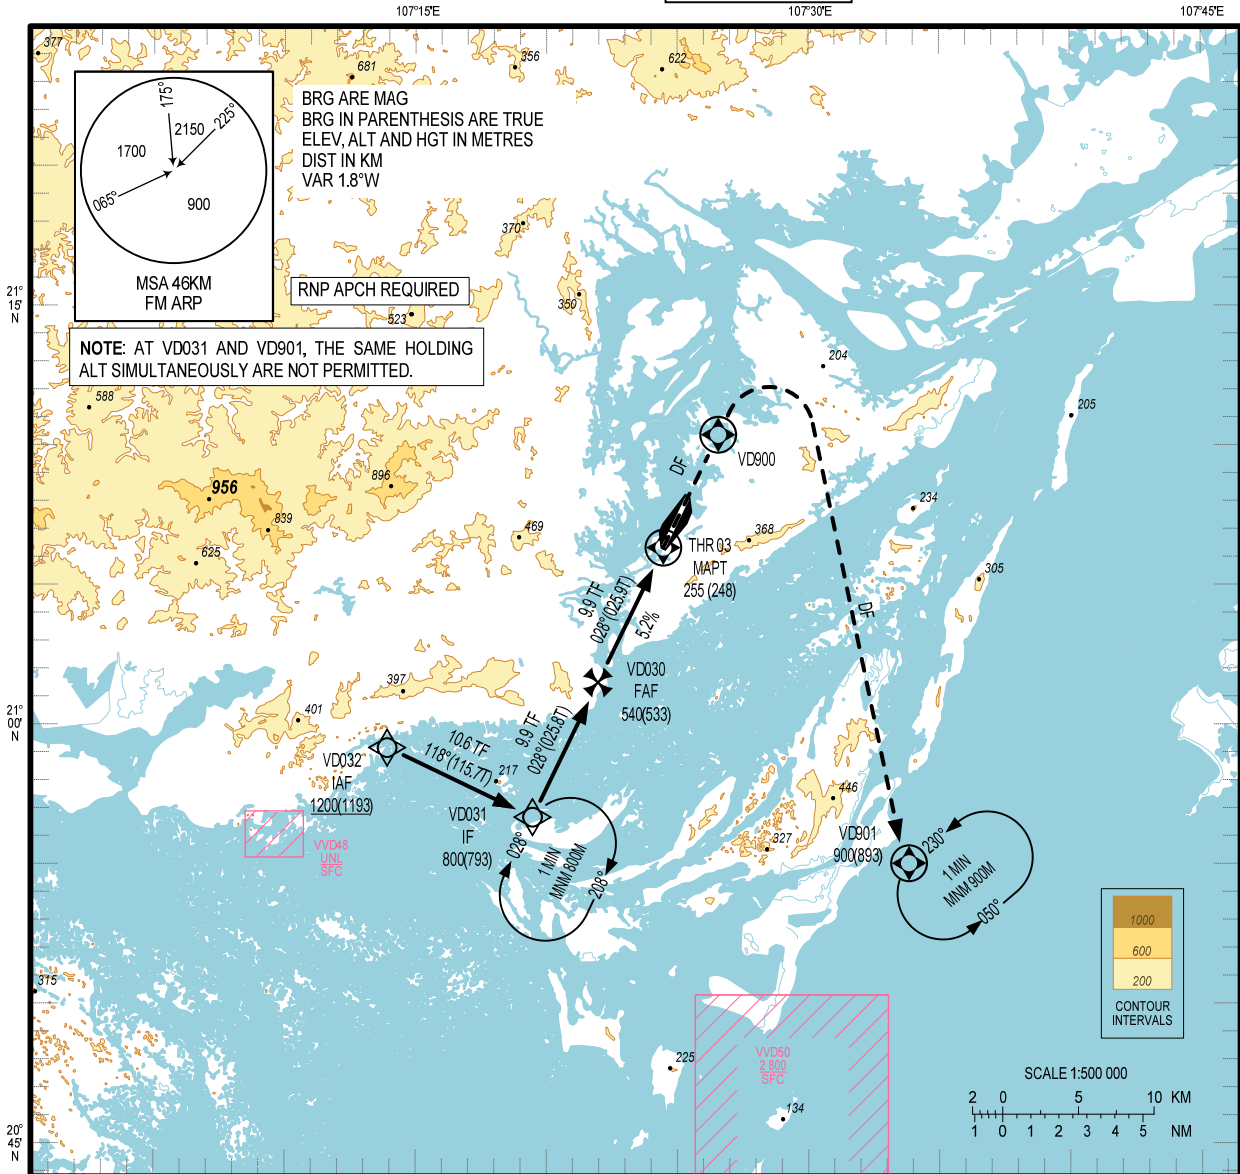 107°15'E
107°30'E
107°45'E
377
681
356
622
175°
225°
2150
1700
065°
900
MSA 46KM
FM ARP
BRG ARE MAG
BRG IN PARENTHESIS ARE TRUE
ELEV, ALT AND HGT IN METRES
DIST IN KM
VAR 1.8°W
370
350
21°
15'
N
RNP APCH REQUIRED
523
NOTE: AT VD031 AND VD901, THE SAME HOLDING
ALT SIMULTANEOUSLY ARE NOT PERMITTED.
204
588
205
VD900
DF
896
956
839
625
469
234
368
305
THR 03
MAPT
255 (248)
9.9 TF
028°(025.9T)
5.2%
DF
VD030
FAF
540(533)
397
401
21°
00'
N
9.9 TF
028°(025.8T)
10.6 TF
118°(115.7T)
217
VD032
IAF
1200(1193)
VD031
IF
800(793)
446
327
VD901
900(893)
VVD48
UNL
SFC
028°
1 MIN
MNM 800M
208°
230°
1 MIN
MNM 900M
050°
1000
600
200
CONTOUR
INTERVALS
315
225
VVD50
2 800
SFC
134
SCALE 1:500 000
2 0 5 10 KM
1 0 1 2 3 4 5 NM
20°
45'
N